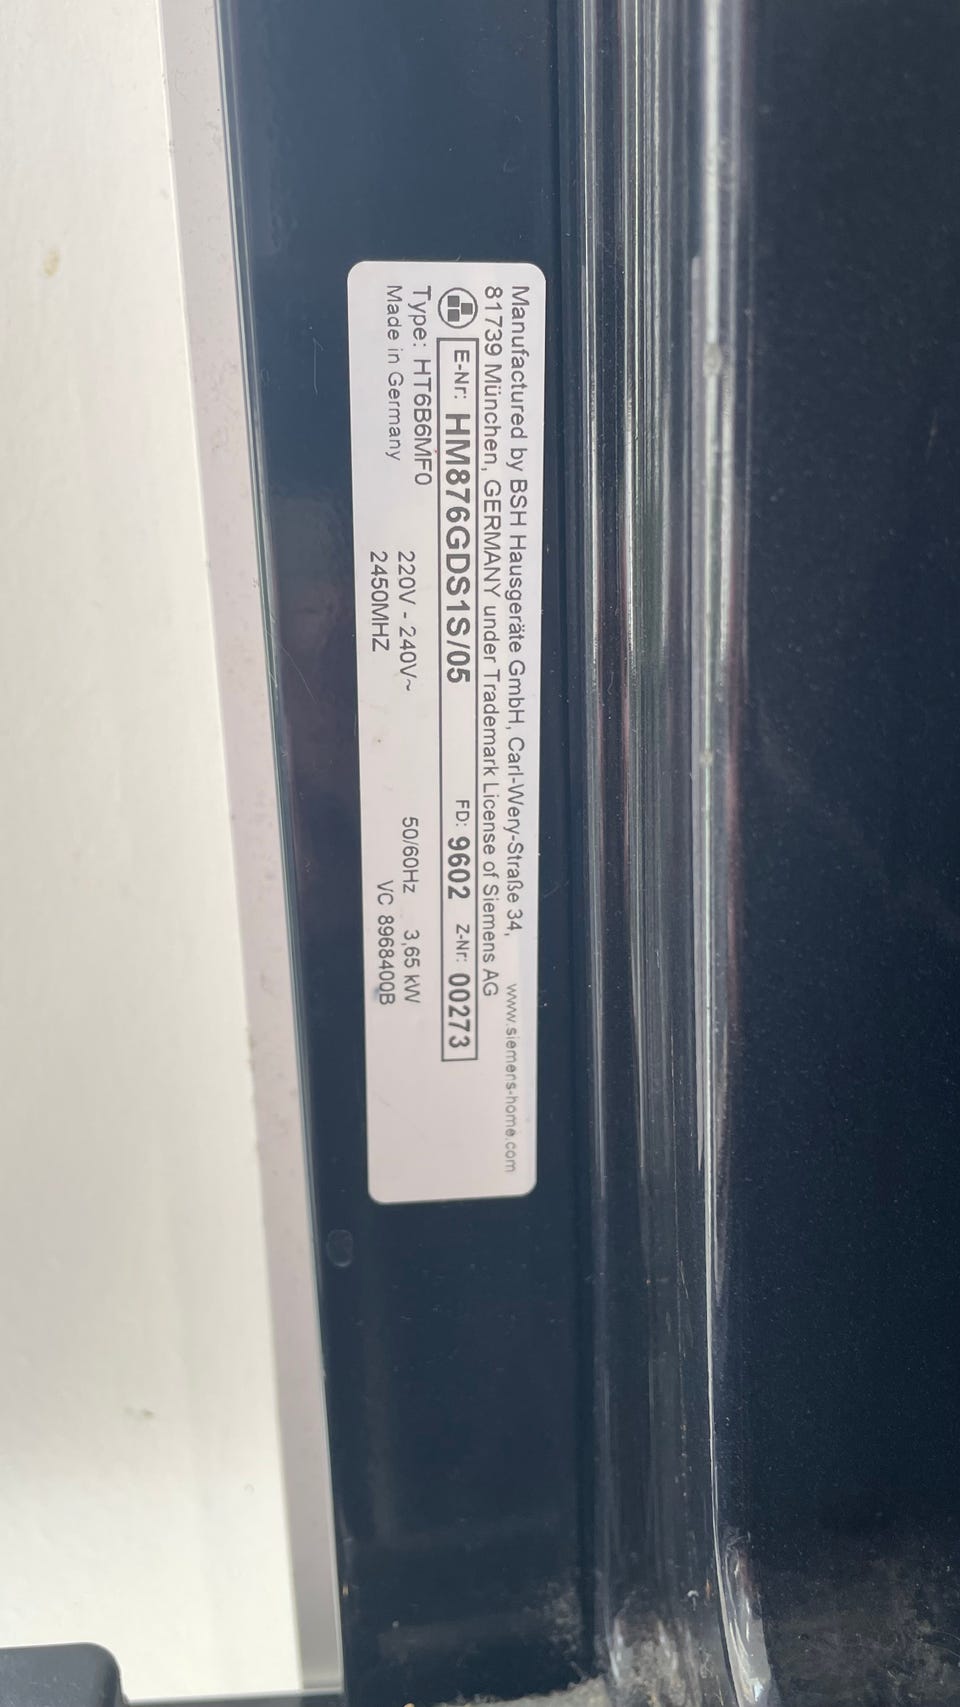 Manufactured by BSH Hausgeräte GmbH, Carl-Wery-Straße 34, www.siemens-home.com
81739 München, GERMANY under Trademark License of Siemens AG
E-Nr: HM876GDS1S/05 FD: 9602 Z-Nr: 00273
Type: HT6B6MF0 220V - 240V~ 50/60Hz 3,65 kW
Made in Germany 2450MHZ VC 8968400B